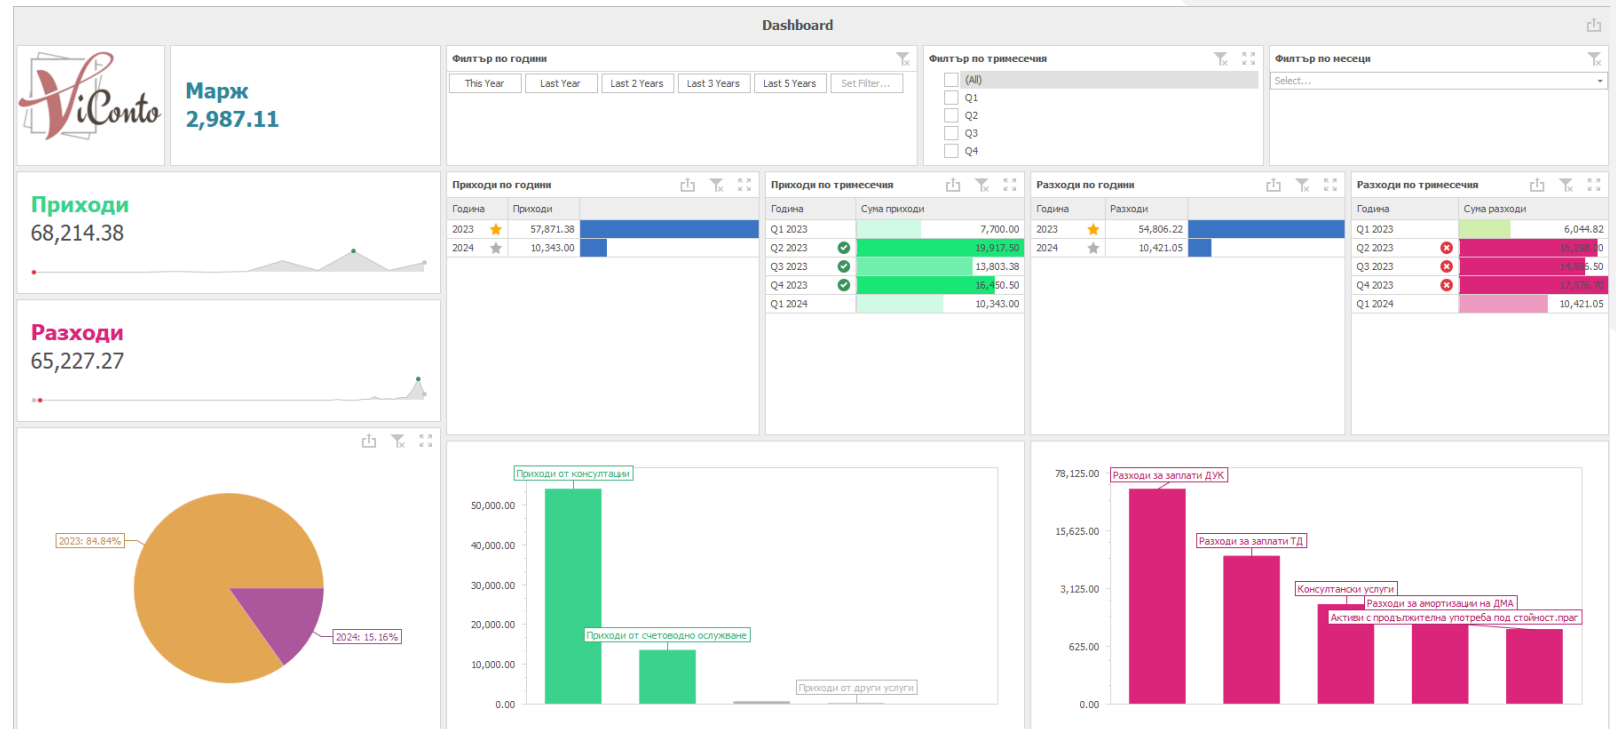 Dashboard
ViConto
Марж
2,987.11
Филтър по години
This Year Last Year Last 2 Years Last 3 Years Last 5 Years Set Filter...
Филтър по тримесечия
(All)
Q1
Q2
Q3
Q4
Филтър по месеци
Select...
Приходи
68,214.38
Разходи
65,227.27
Приходи по години
Година Приходи
2023 57,871.38
2024 10,343.00
Приходи по тримесечия
Година Сума приходи
Q1 2023 7,700.00
Q2 2023 19,917.50
Q3 2023 13,803.38
Q4 2023 16,450.50
Q1 2024 10,343.00
Разходи по години
Година Разходи
2023 54,806.22
2024 10,421.05
Разходи по тримесечия
Година Сума разходи
Q1 2023 6,044.82
Q2 2023
Q3 2023
Q4 2023 17,576.70
Q1 2024 10,421.05
2023: 84.84%
2024: 15.16%
Приходи от консултации
50,000.00
40,000.00
30,000.00
20,000.00
Приходи от счетоводно ослужване
10,000.00
Приходи от други услуги
0.00
78,125.00
Разходи за заплати ДУК
15,625.00
Разходи за заплати ТД
3,125.00
Консултански услуги
Разходи за амортизации на ДМА
Активи с продължителна употреба под стойност.праг
625.00
0.00